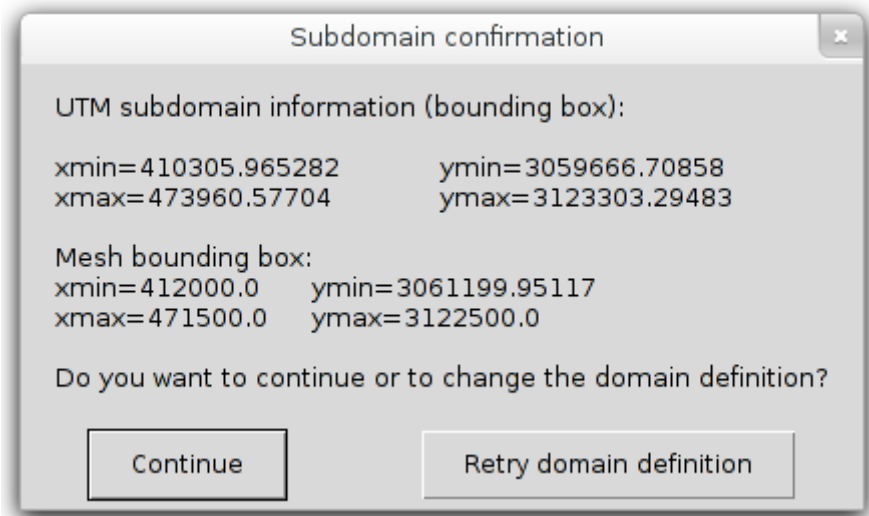 Subdomain confirmation
UTM subdomain information (bounding box):
xmin=410305.965282 ymin=3059666.70858
xmax=473960.57704 ymax=3123303.29483
Mesh bounding box:
xmin=412000.0 ymin=3061199.95117
xmax=471500.0 ymax=3122500.0
Do you want to continue or to change the domain definition?
Continue Retry domain definition